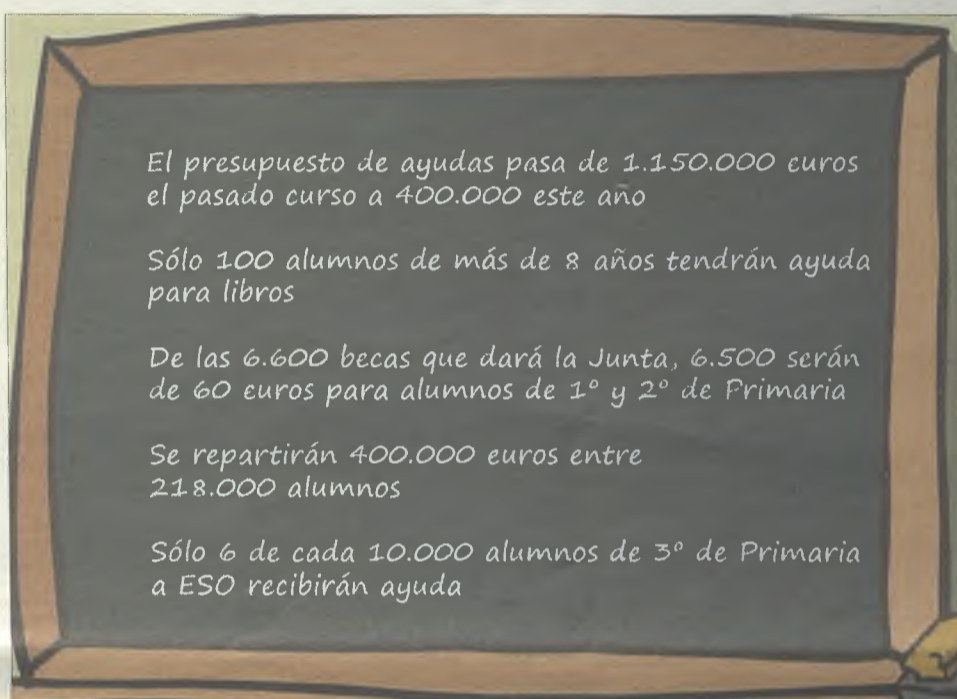 El presupuesto de ayudas pasa de 1.150.000 euros
el pasado curso a 400.000 este año
Sólo 100 alumnos de más de 8 años tendrán ayuda
para libros
De las 6.600 becas que dará la Junta, 6.500 serán
de 60 euros para alumnos de 1º y 2º de Primaria
Se repartirán 400.000 euros entre
218.000 alumnos
Sólo 6 de cada 10.000 alumnos de 3º de Primaria
a ESO recibirán ayuda